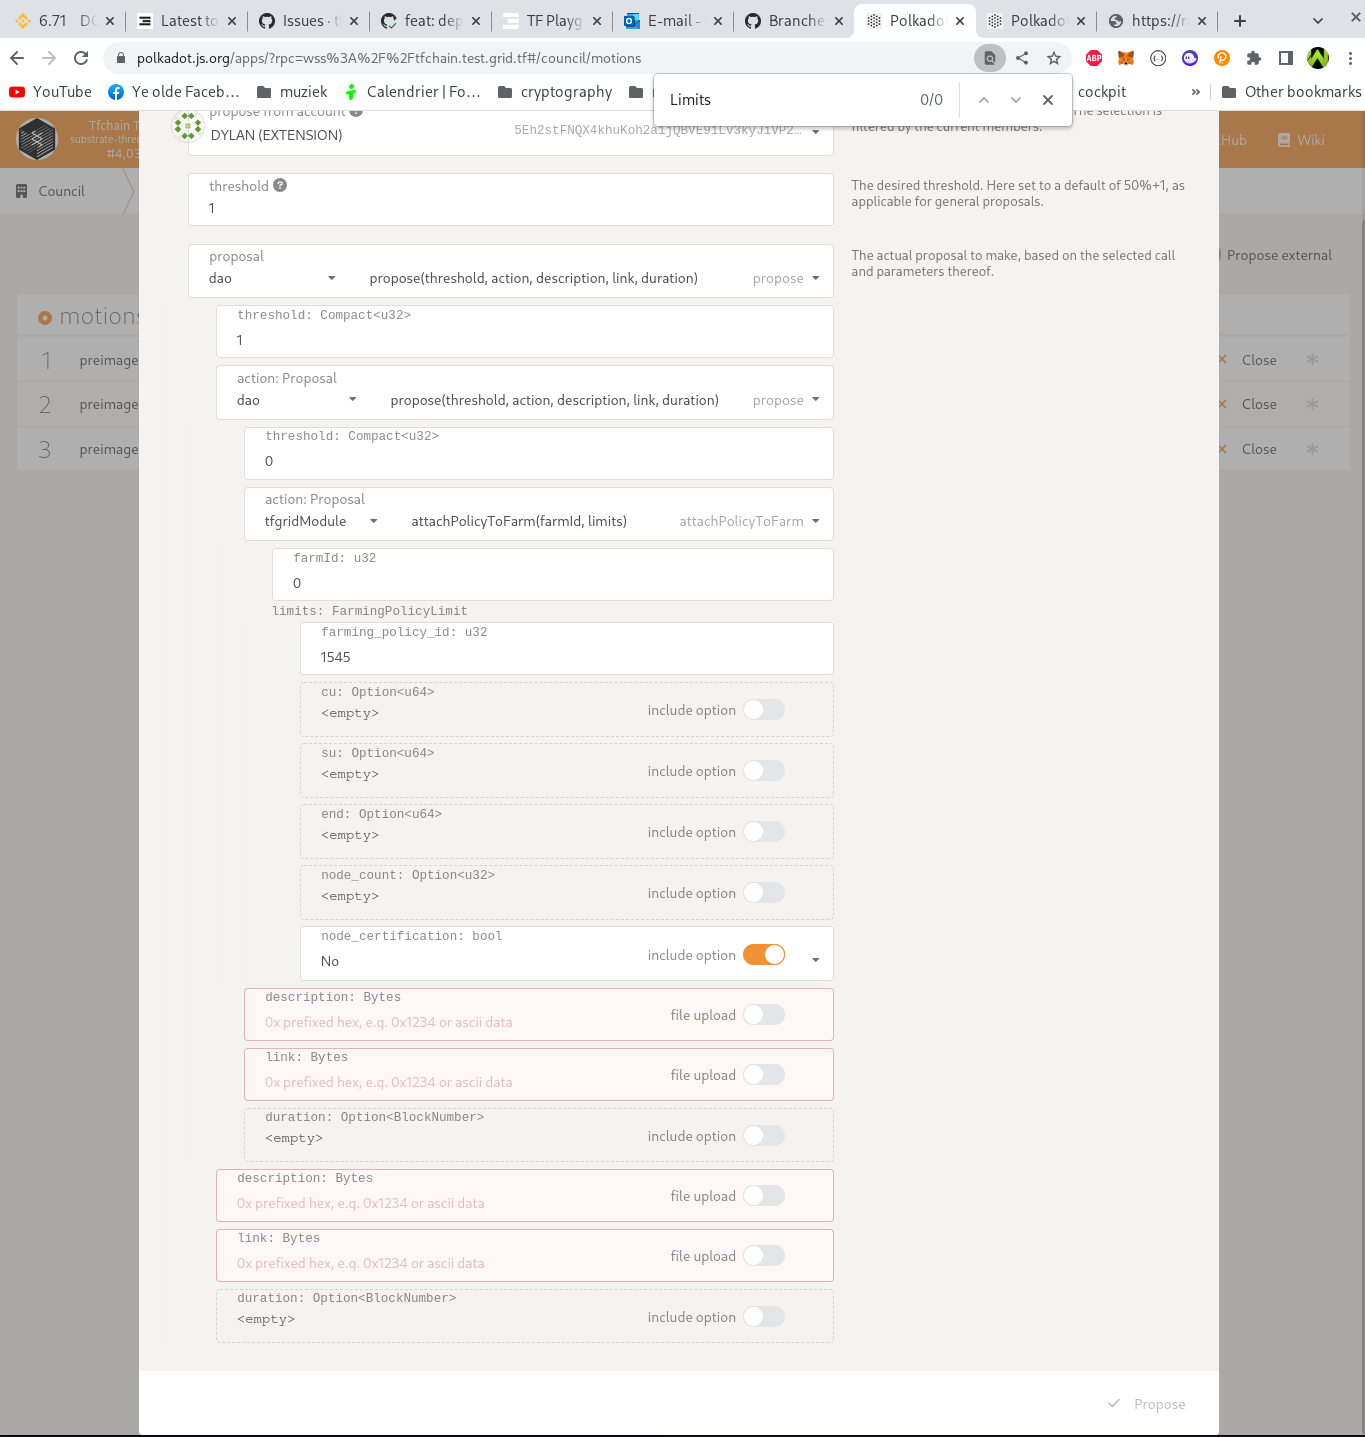 6.71 DO
Latest to
Issues · t
feat: dep
TF Playg
E-mail -
Branche
Polkado
Polkadot
https://r
polkadot.js.org/apps/?rpc=wss%3A%2F%2Ftfchain.test.grid.tf#/council/motions
YouTube
Ye olde Faceb…
muziek
Calendrier | Fo…
cryptography
cockpit
»
Other bookmarks
Limits
0/0
Tfchain T
substrate-three
#4,03
tHub
Wiki
propose from account
DYLAN (EXTENSION)
The selection is
filtered by the current members.
Council
threshold
1
The desired threshold. Here set to a default of 50%+1, as
applicable for general proposals.
proposal
dao
propose(threshold, action, description, link, duration)
propose
The actual proposal to make, based on the selected call
and parameters thereof.
Propose external
motions
1 preimage
Close
2 preimage
Close
3 preimage
Close
threshold: Compact<u32>
1
action: Proposal
dao
propose(threshold, action, description, link, duration)
propose
threshold: Compact<u32>
0
action: Proposal
tfgridModule
attachPolicyToFarm(farmId, limits)
attachPolicyToFarm
farmId: u32
0
limits: FarmingPolicyLimit
farming_policy_id: u32
1545
cu: Option<u64>
<empty>
include option
su: Option<u64>
<empty>
include option
end: Option<u64>
<empty>
include option
node_count: Option<u32>
<empty>
include option
node_certification: bool
No
include option
description: Bytes
0x prefixed hex, e.g. 0x1234 or ascii data
file upload
link: Bytes
0x prefixed hex, e.g. 0x1234 or ascii data
file upload
duration: Option<BlockNumber>
<empty>
include option
description: Bytes
0x prefixed hex, e.g. 0x1234 or ascii data
file upload
link: Bytes
0x prefixed hex, e.g. 0x1234 or ascii data
file upload
duration: Option<BlockNumber>
<empty>
include option
Propose